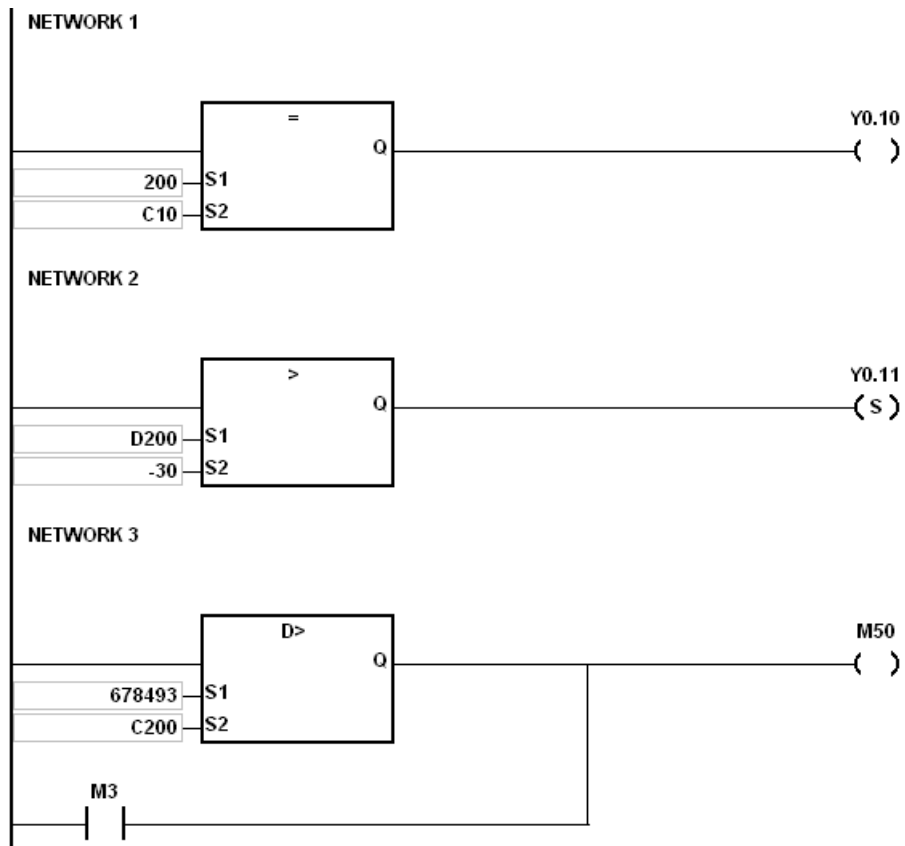 NETWORK 1
=
Y0.10
Q
200 S1
C10 S2
NETWORK 2
>
Y0.11
Q
( S )
D200 S1
-30 S2
NETWORK 3
D>
M50
Q
678493 S1
C200 S2
M3